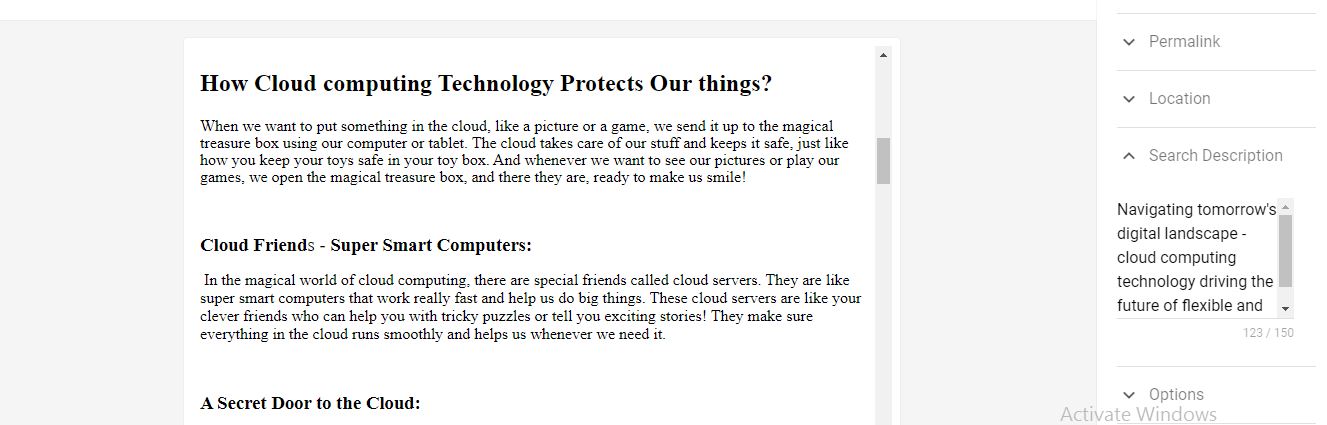 How Cloud computing Technology Protects Our things?
When we want to put something in the cloud, like a picture or a game, we send it up to the magical
treasure box using our computer or tablet. The cloud takes care of our stuff and keeps it safe, just like
how you keep your toys safe in your toy box. And whenever we want to see our pictures or play our
games, we open the magical treasure box, and there they are, ready to make us smile!
Cloud Friends - Super Smart Computers:
In the magical world of cloud computing, there are special friends called cloud servers. They are like
super smart computers that work really fast and help us do big things. These cloud servers are like your
clever friends who can help you with tricky puzzles or tell you exciting stories! They make sure
everything in the cloud runs smoothly and helps us whenever we need it.
A Secret Door to the Cloud:
Permalink
Location
Search Description
Navigating tomorrow's
digital landscape -
cloud computing
technology driving the
future of flexible and
123 / 150
Options
Activate Windows